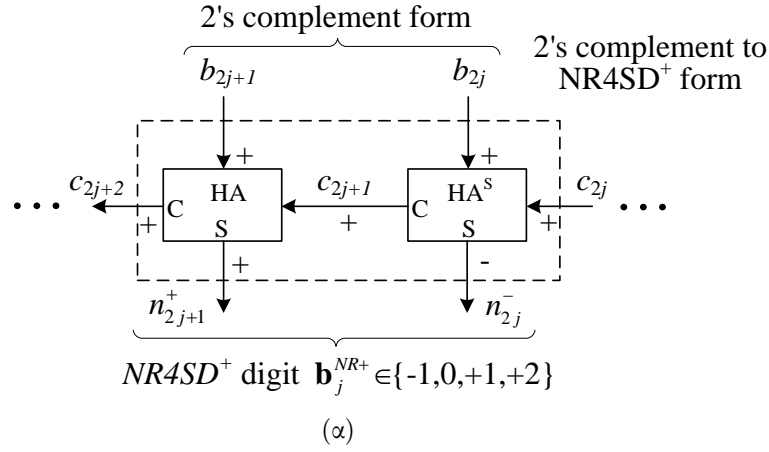 2's complement form
2's complement to
NR4SD⁺ form
b₂ⱼ₊₁ b₂ⱼ
+ +
... c₂ⱼ₊₂ C HA c₂ⱼ₊₁ C HAˢ c₂ⱼ ...
+ S + S +
+ -
n⁺₂ⱼ₊₁ n⁻₂ⱼ
NR4SD⁺ digit bⱼᴺᴿ⁺ ∈{-1,0,+1,+2}
(α)